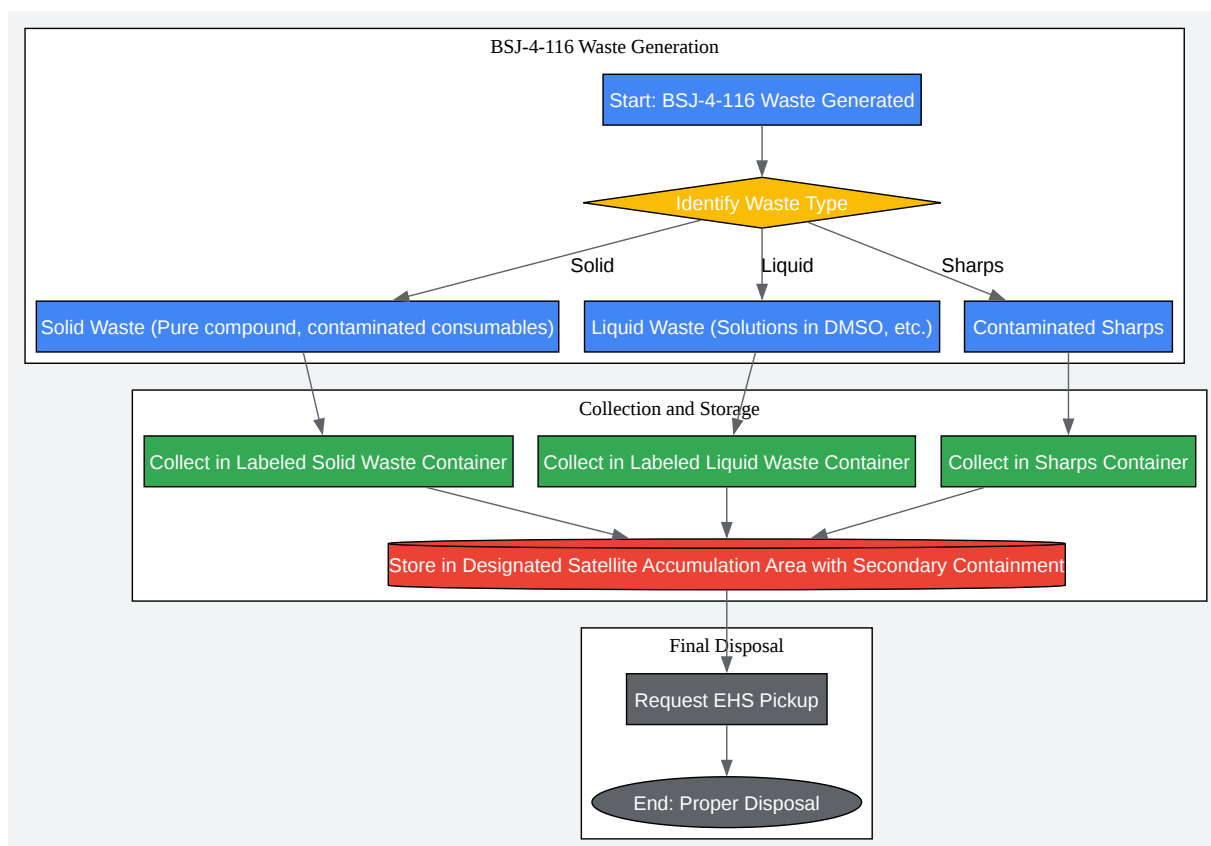 BSJ-4-116 Waste Generation
Start: BSJ-4-116 Waste Generated
Identify Waste Type
Solid
Liquid
Sharps
Solid Waste (Pure compound, contaminated consumables)
Liquid Waste (Solutions in DMSO, etc.)
Contaminated Sharps
Collection and Storage
Collect in Labeled Solid Waste Container
Collect in Labeled Liquid Waste Container
Collect in Sharps Container
Store in Designated Satellite Accumulation Area with Secondary Containment
Final Disposal
Request EHS Pickup
End: Proper Disposal